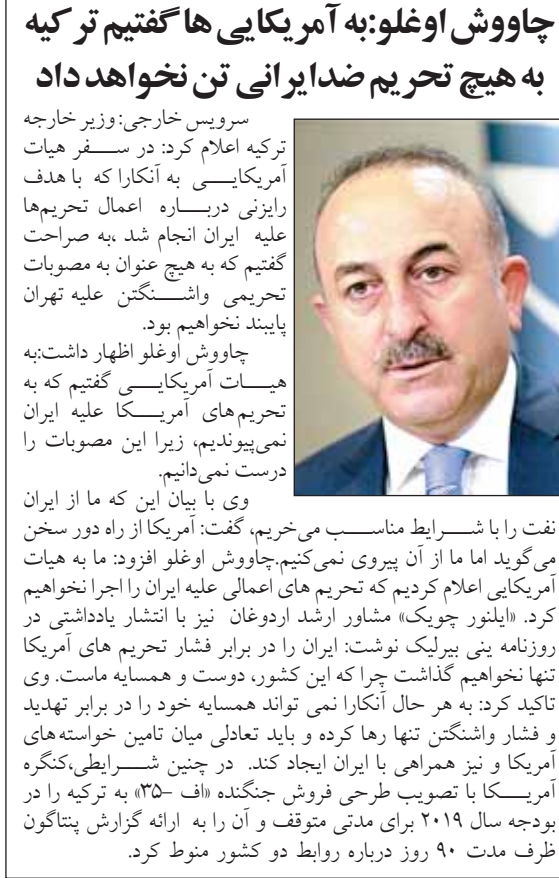 چاووش اوغلو:به آمریکایی ها گفتیم ترکیه
به هیچ تحریم ضدایرانی تن نخواهد داد
سرویس خارجی: وزیر خارجه
ترکیه اعلام کرد: در سفر هیات
آمریکایی به آنکارا که با هدف
رایزنی درباره اعمال تحریم‌ها
علیه ایران انجام شد ،به صراحت
گفتیم که به هیچ عنوان به مصوبات
تحریمی واشنگتن علیه تهران
پایبند نخواهیم بود.
چاووش اوغلو اظهار داشت:به
هیات آمریکایی گفتیم که به
تحریم‌های آمریکا علیه ایران
نمی‌پیوندیم، زیرا این مصوبات را
درست نمی‌دانیم.
وی با بیان این که ما از ایران
نفت را با شرایط مناسب می‌خریم، گفت: آمریکا از راه دور سخن
می‌گوید اما ما از آن پیروی نمی‌کنیم.چاووش اوغلو افزود: ما به هیات
آمریکایی اعلام کردیم که تحریم های اعمالی علیه ایران را اجرا نخواهیم
کرد. «ایلنور چویک» مشاور ارشد اردوغان نیز با انتشار یادداشتی در
روزنامه ینی بیرلیک نوشت: ایران را در برابر فشار تحریم های آمریکا
تنها نخواهیم گذاشت چرا که این کشور، دوست و همسایه ماست. وی
تاکید کرد: به هر حال آنکارا نمی تواند همسایه خود را در برابر تهدید
و فشار واشنگتن تنها رها کرده و باید تعادلی میان تامین خواسته‌های
آمریکا و نیز همراهی با ایران ایجاد کند. در چنین شرایطی،کنگره
آمریکا با تصویب طرحی فروش جنگنده «اف -۳۵» به ترکیه را در
بودجه سال ۲۰۱۹ برای مدتی متوقف و آن را به ارائه گزارش پنتاگون
ظرف مدت ۹۰ روز درباره روابط دو کشور منوط کرد.